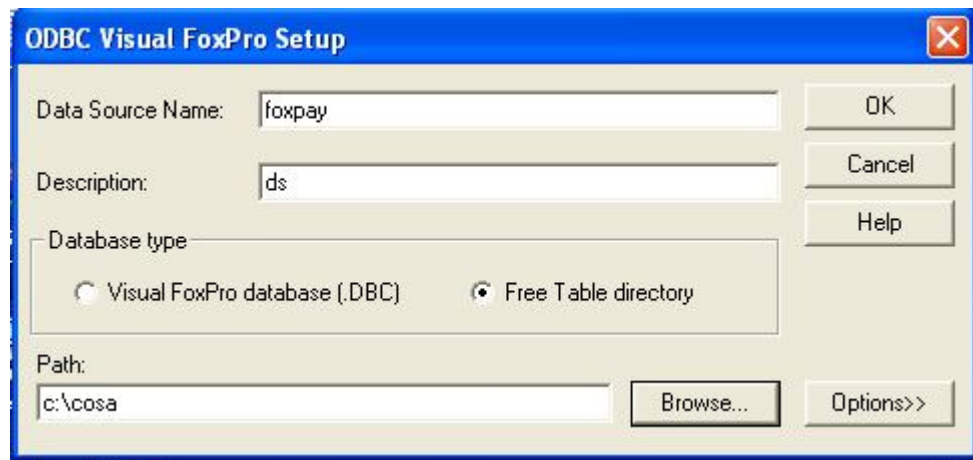 ODBC Visual FoxPro Setup
Data Source Name: foxpay OK
Description: ds Cancel
Help
Database type
Visual FoxPro database (.DBC) Free Table directory
Path:
c:\cosa Browse... Options>>